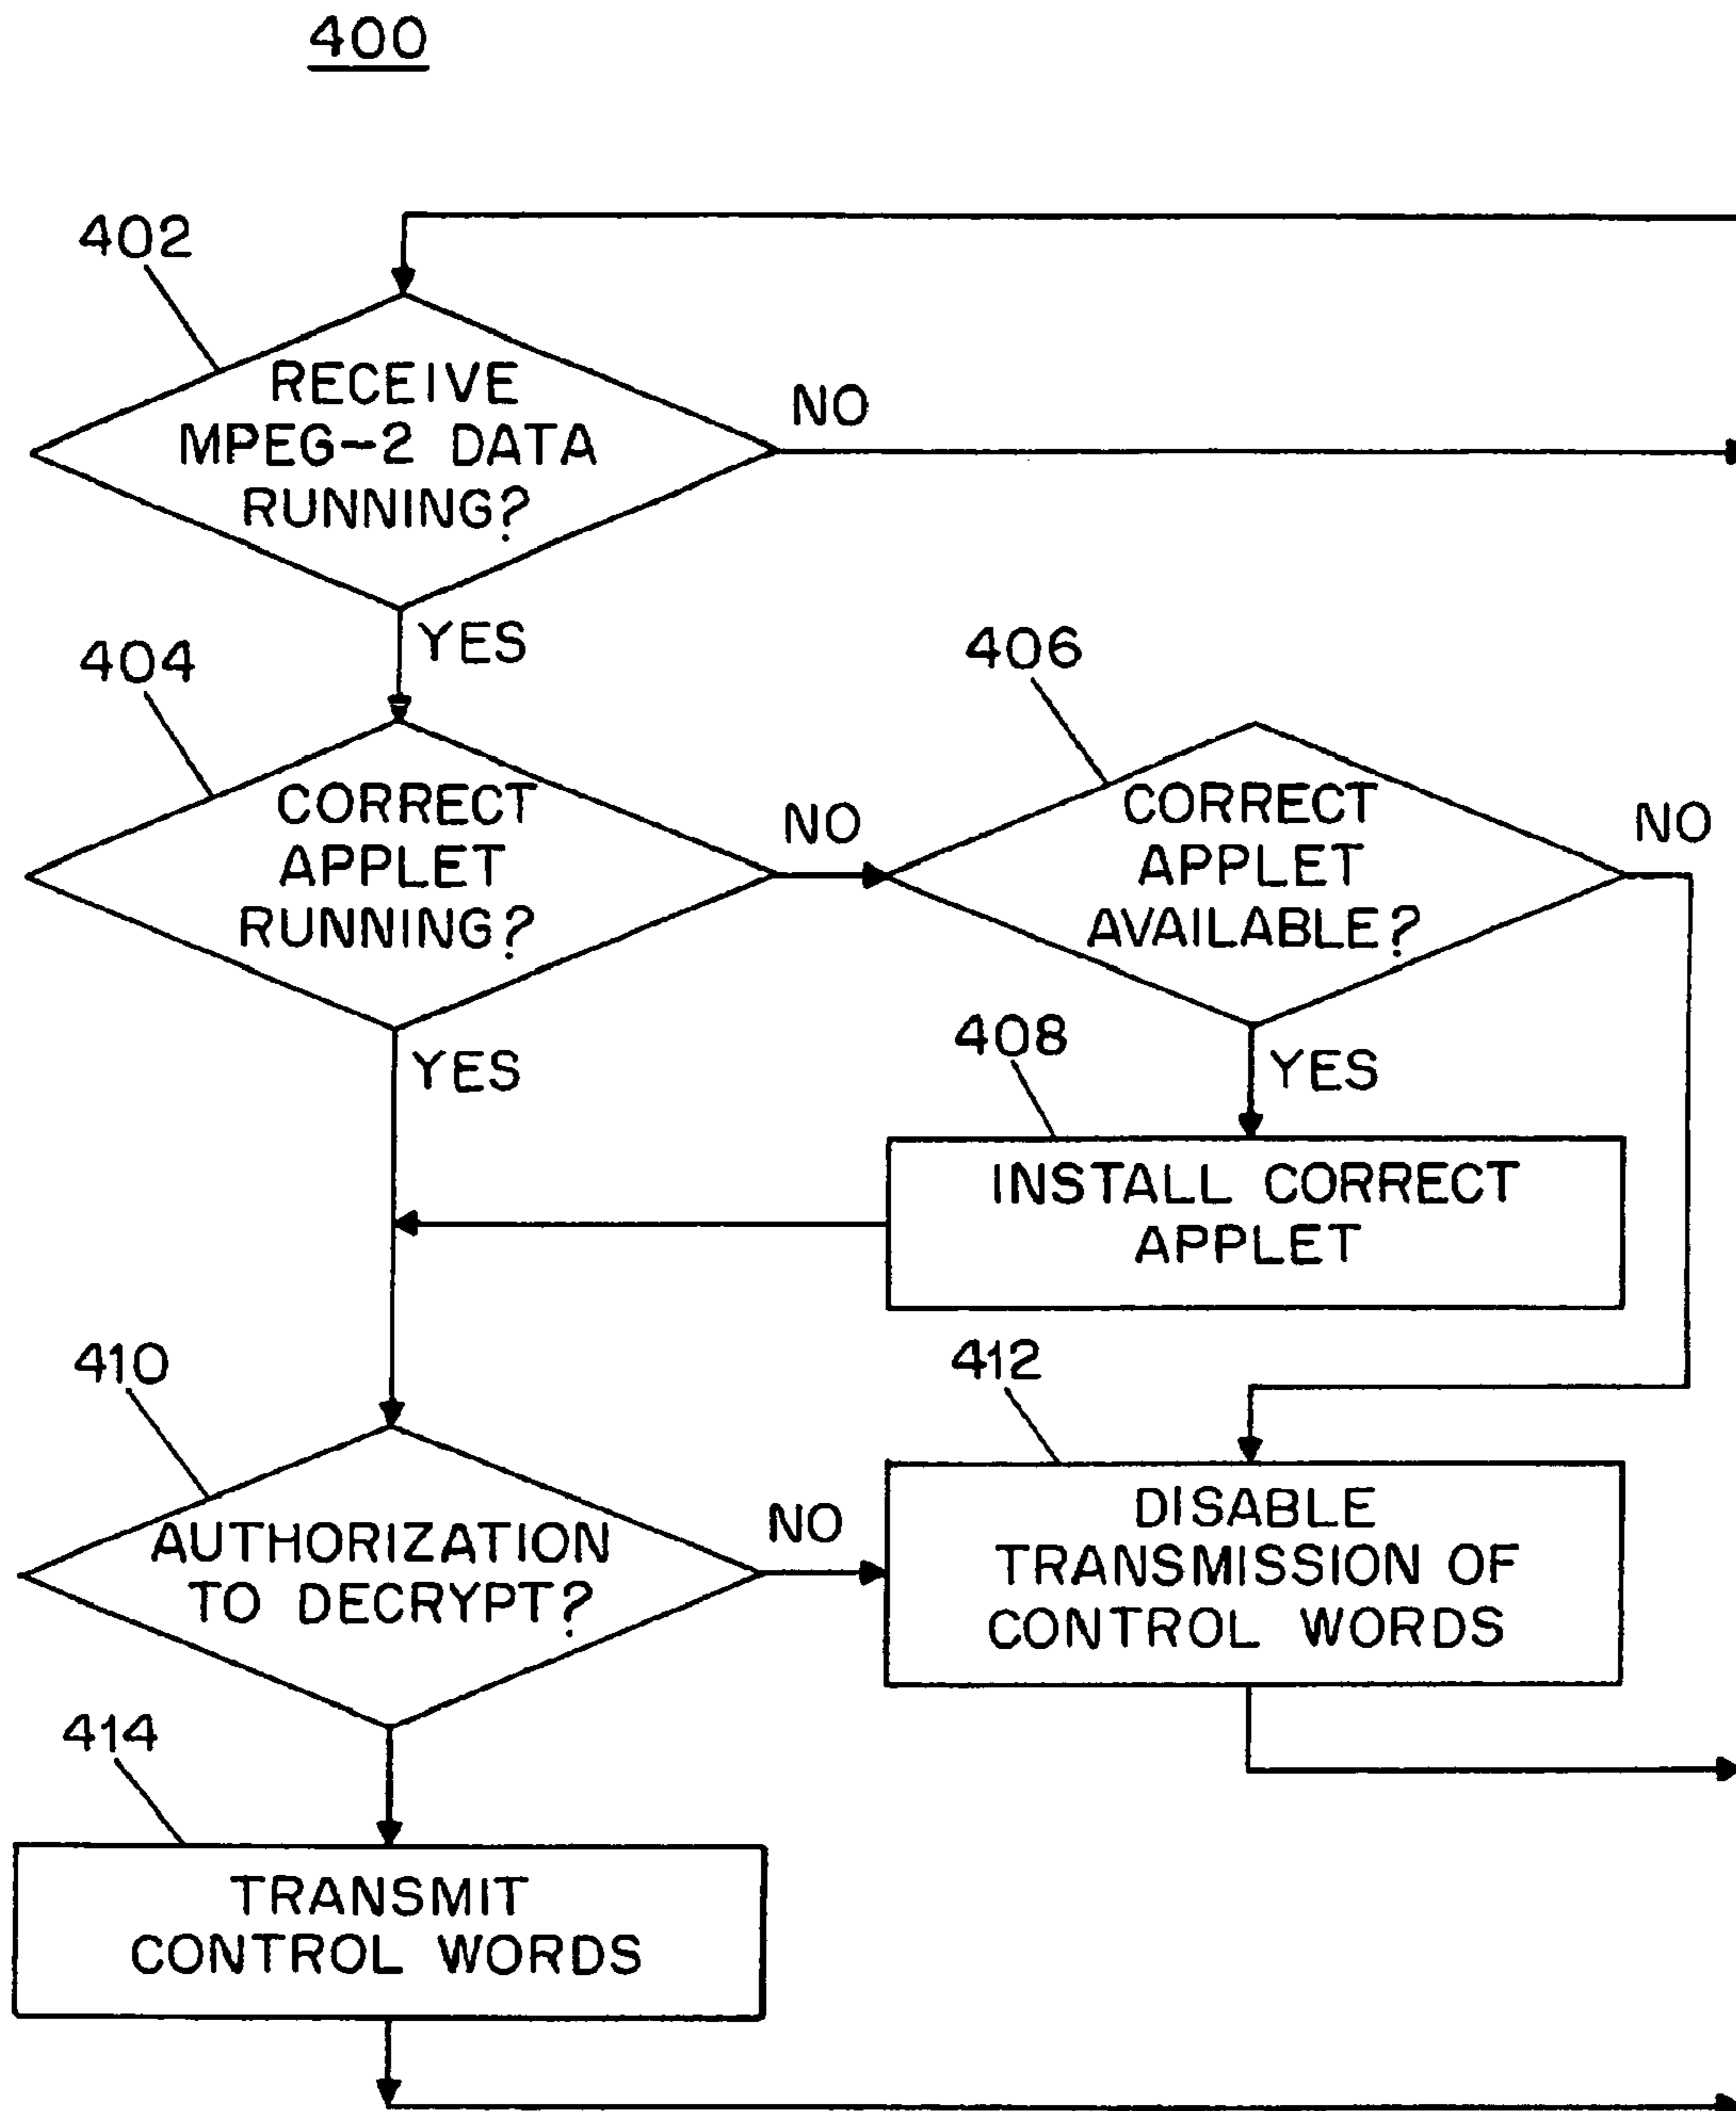 400
402
RECEIVE
MPEG-2 DATA
RUNNING?
NO
YES
404
CORRECT
APPLET
RUNNING?
NO
406
CORRECT
APPLET
AVAILABLE?
NO
YES
YES
408
INSTALL CORRECT
APPLET
410
AUTHORIZATION
TO DECRYPT?
NO
412
DISABLE
TRANSMISSION OF
CONTROL WORDS
414
TRANSMIT
CONTROL WORDS